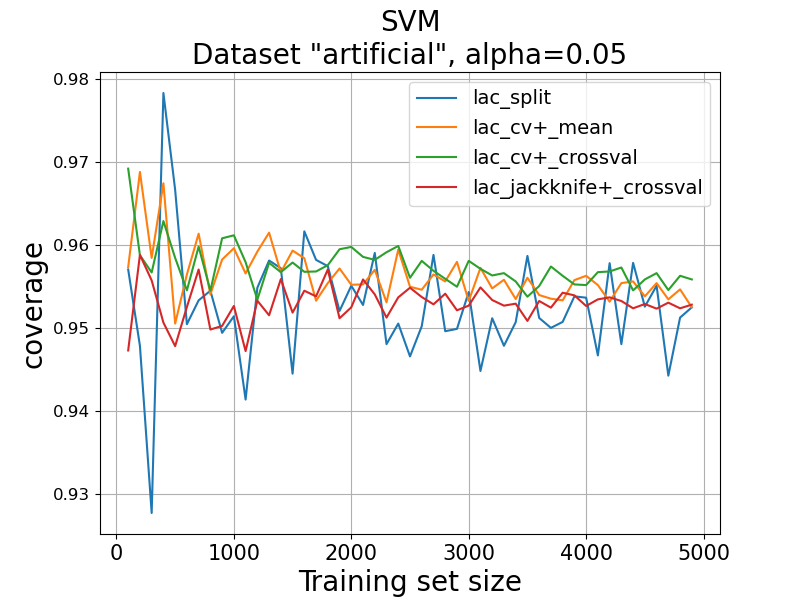 SVM
Dataset "artificial", alpha=0.05
lac_split
lac_cv+_mean
lac_cv+_crossval
lac_jackknife+_crossval
coverage
0.98
0.97
0.96
0.95
0.94
0.93
0 1000 2000 3000 4000 5000
Training set size